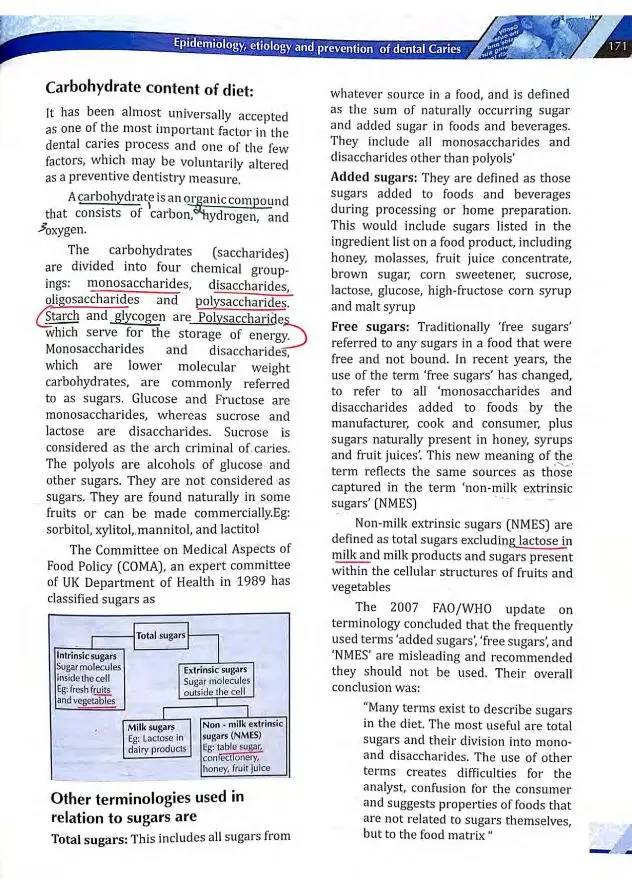 Epidemiology, etiology and prevention of dental Caries
171
Carbohydrate content of diet:
It has been almost universally accepted
as one of the most important factor in the
dental caries process and one of the few
factors, which may be voluntarily altered
as a preventive dentistry measure.
A carbohydrate is an organic compound
that consists of 1 carbon, 2 hydrogen, and
3 oxygen.
The carbohydrates (saccharides)
are divided into four chemical group-
ings: monosaccharides, disaccharides,
oligosaccharides and polysaccharides.
Starch and glycogen are Polysaccharides
which serve for the storage of energy.
Monosaccharides and disaccharides,
which are lower molecular weight
carbohydrates, are commonly referred
to as sugars. Glucose and Fructose are
monosaccharides, whereas sucrose and
lactose are disaccharides. Sucrose is
considered as the arch criminal of caries.
The polyols are alcohols of glucose and
other sugars. They are not considered as
sugars. They are found naturally in some
fruits or can be made commercially.Eg:
sorbitol, xylitol, mannitol, and lactitol
The Committee on Medical Aspects of
Food Policy (COMA), an expert committee
of UK Department of Health in 1989 has
classified sugars as
Total sugars
Intrinsic sugars
Sugar molecules
inside the cell
Eg: fresh fruits
and vegetables
Extrinsic sugars
Sugar molecules
outside the cell
Milk sugars
Eg: Lactose in
dairy products
Non - milk extrinsic
sugars (NMES)
Eg: table sugar,
confectionery,
honey, fruit juice
Other terminologies used in
relation to sugars are
Total sugars: This includes all sugars from
whatever source in a food, and is defined
as the sum of naturally occurring sugar
and added sugar in foods and beverages.
They include all monosaccharides and
disaccharides other than polyols'
Added sugars: They are defined as those
sugars added to foods and beverages
during processing or home preparation.
This would include sugars listed in the
ingredient list on a food product, including
honey, molasses, fruit juice concentrate,
brown sugar, corn sweetener, sucrose,
lactose, glucose, high-fructose corn syrup
and malt syrup
Free sugars: Traditionally 'free sugars'
referred to any sugars in a food that were
free and not bound. In recent years, the
use of the term 'free sugars' has changed,
to refer to all 'monosaccharides and
disaccharides added to foods by the
manufacturer, cook and consumer, plus
sugars naturally present in honey, syrups
and fruit juices'. This new meaning of the
term reflects the same sources as those
captured in the term 'non-milk extrinsic
sugars' (NMES)
Non-milk extrinsic sugars (NMES) are
defined as total sugars excluding lactose in
milk and milk products and sugars present
within the cellular structures of fruits and
vegetables
The 2007 FAO/WHO update on
terminology concluded that the frequently
used terms 'added sugars', 'free sugars', and
'NMES' are misleading and recommended
they should not be used. Their overall
conclusion was:
"Many terms exist to describe sugars
in the diet. The most useful are total
sugars and their division into mono-
and disaccharides. The use of other
terms creates difficulties for the
analyst, confusion for the consumer
and suggests properties of foods that
are not related to sugars themselves,
but to the food matrix "